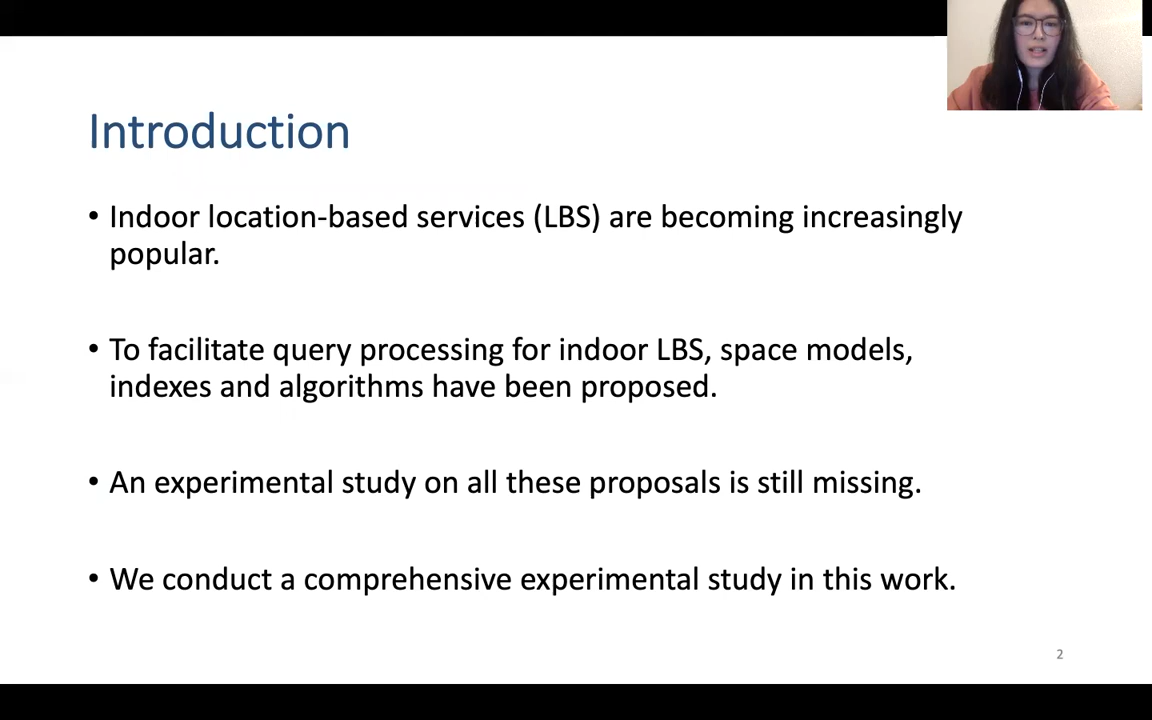 Introduction
• Indoor location-based services (LBS) are becoming increasingly
popular.
• To facilitate query processing for indoor LBS, space models,
indexes and algorithms have been proposed.
• An experimental study on all these proposals is still missing.
• We conduct a comprehensive experimental study in this work.
2